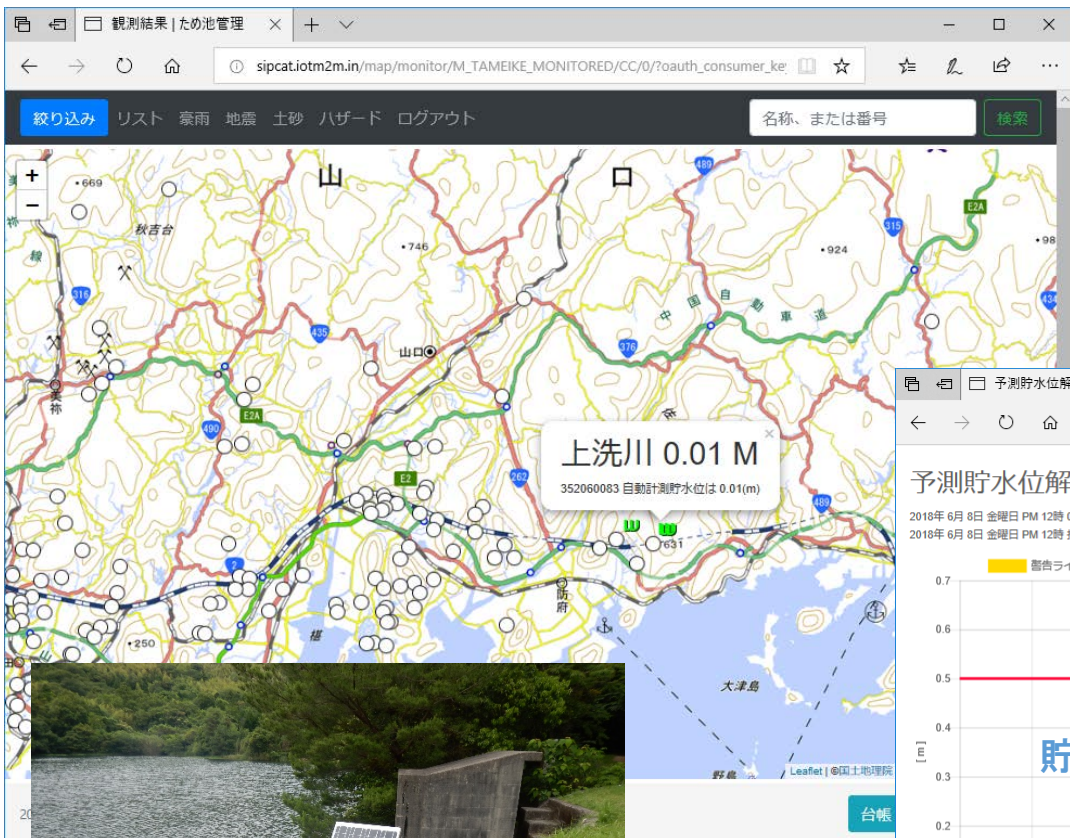 観測結果 | ため池管理
sipcat.iotm2m.in/map/monitor/M_TAMEIKE_MONITORED/CC/0/?oauth_consumer_key
絞り込み リスト 豪雨 地震 土砂 ハザード ログアウト
名称、または番号
検索
+
−
山 口
489
•669
秋吉台
E2A
315
•924
•746
•98
316
435
376
434
中国自動車道
山口
美祢
E2A
490
E2
262
上洗川 0.01 M
352060083 自動計測貯水位は 0.01(m)
×
489
W
W
631
2
防府
•250
椹
大津島
野島
Leaflet | ©国土地理院
20
台帳
予測貯水位解
予測貯水位解
2018年 6月 8日 金曜日 PM 12時
2018年 6月 8日 金曜日 PM 12時
警告ライ
0.7
0.6
0.5
0.4
[m]
貯
0.3
0.2